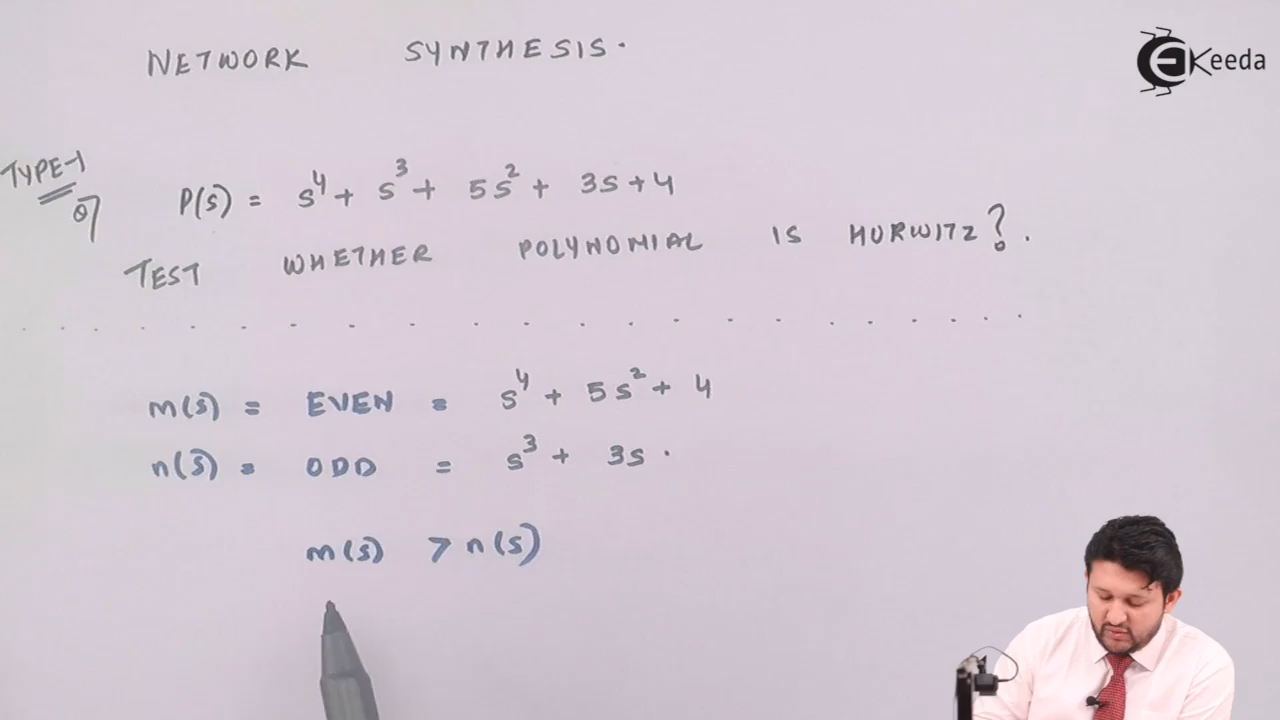 NETWORK SYNTHESIS.
EKeeda
TYPE-1
Q7 P(s) = s⁴ + s³ + 5s² + 3s + 4
TEST WHETHER POLYNOMIAL IS HURWITZ?.
m(s) = EVEN = s⁴ + 5s² + 4
n(s) = ODD = s³ + 3s.
m(s) > n(s)